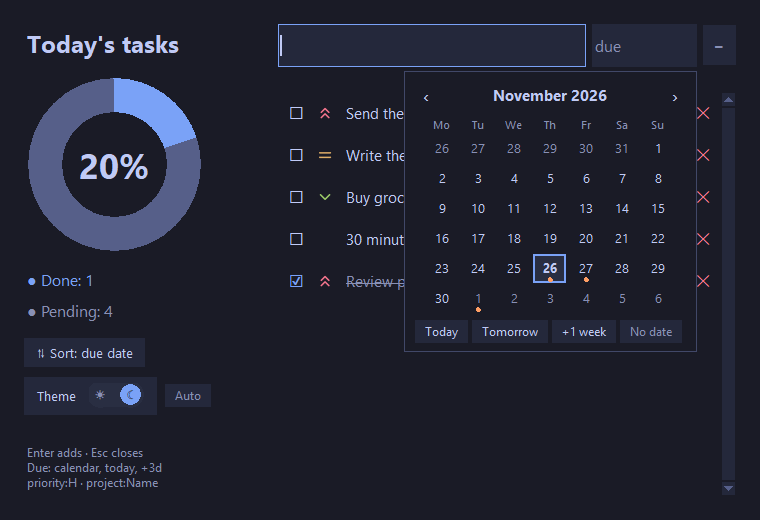 Today's tasks
due
–
20%
Done: 1
Pending: 4
Sort: due date
Theme
Auto
Enter adds · Esc closes
Due: calendar, today, +3d
priority:H · project:Name
Send the
Write the
Buy groc
30 minut
Review p
‹ November 2026 ›
Mo Tu We Th Fr Sa Su
26 27 28 29 30 31 1
2 3 4 5 6 7 8
9 10 11 12 13 14 15
16 17 18 19 20 21 22
23 24 25 26 27 28 29
30 1 2 3 4 5 6
Today Tomorrow +1 week No date